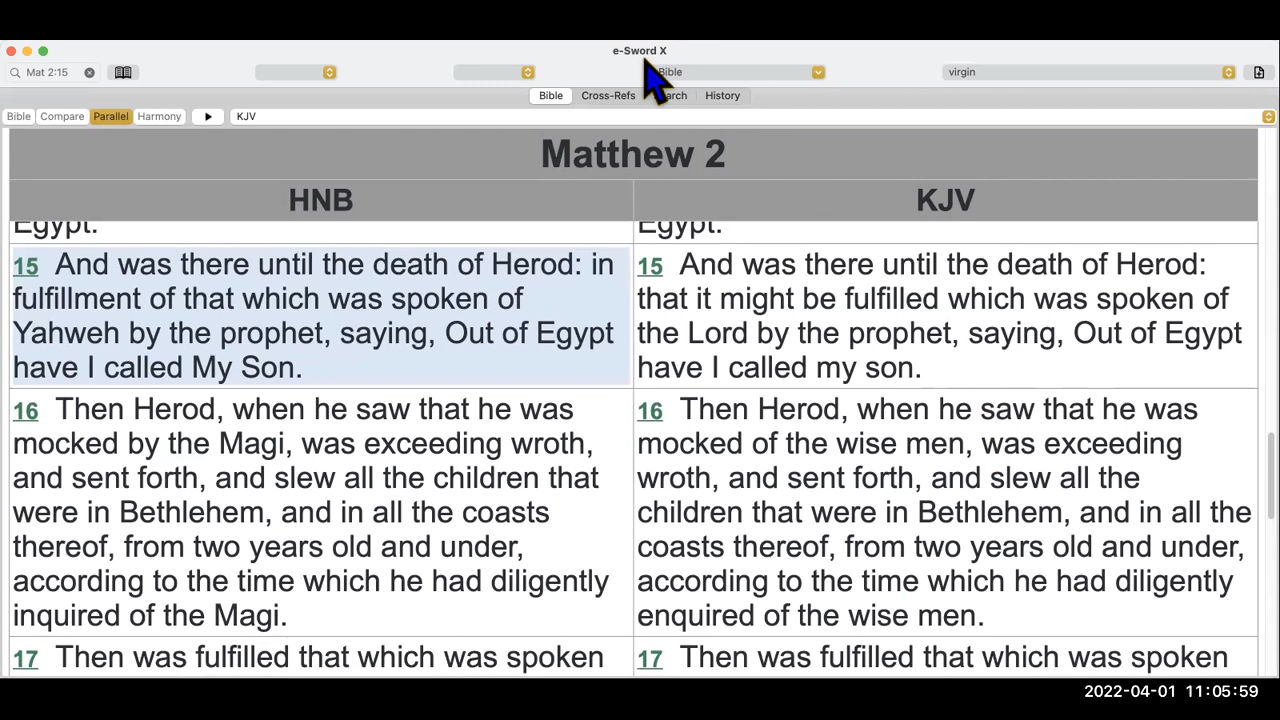 e-Sword X
Mat 2:15
Bible
virgin
Bible Cross-Refs History
Bible Compare Parallel Harmony KJV
Matthew 2
HNB
KJV
Egypt.
15 And was there until the death of Herod: in
fulfillment of that which was spoken of
Yahweh by the prophet, saying, Out of Egypt
have I called My Son.
16 Then Herod, when he saw that he was
mocked by the Magi, was exceeding wroth,
and sent forth, and slew all the children that
were in Bethlehem, and in all the coasts
thereof, from two years old and under,
according to the time which he had diligently
inquired of the Magi.
17 Then was fulfilled that which was spoken
Egypt.
15 And was there until the death of Herod:
that it might be fulfilled which was spoken of
the Lord by the prophet, saying, Out of Egypt
have I called my son.
16 Then Herod, when he saw that he was
mocked of the wise men, was exceeding
wroth, and sent forth, and slew all the
children that were in Bethlehem, and in all the
coasts thereof, from two years old and under,
according to the time which he had diligently
enquired of the wise men.
17 Then was fulfilled that which was spoken
2022-04-01 11:05:59